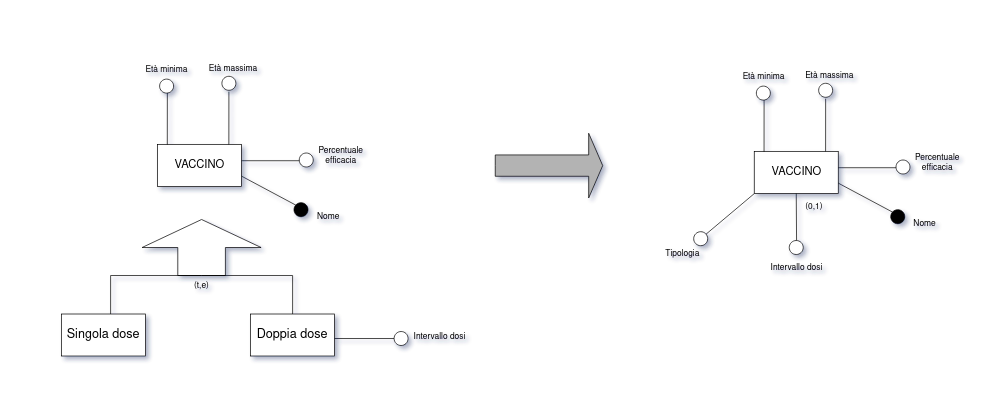 Età minima
Età massima
VACCINO
Percentuale
efficacia
Nome
(t,e)
Singola dose
Doppia dose
Intervallo dosi
Età minima
Età massima
VACCINO
Percentuale
efficacia
(0,1)
Nome
Tipologia
Intervallo dosi